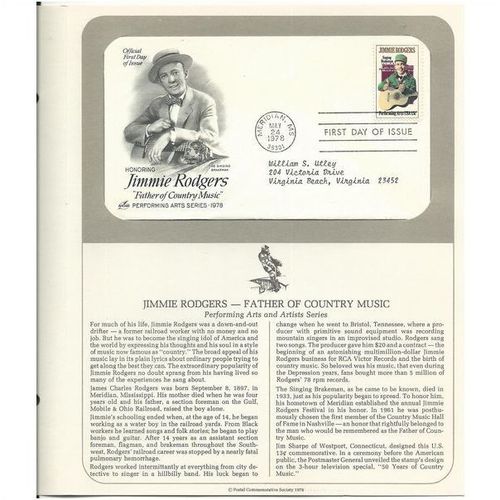 Official
First Day
of Issue
HONORING
THE SINGING
BRAKEMAN
Jimmie Rodgers
"Father of Country Music"
PERFORMING ARTS SERIES · 1978
JIMMIE RODGERS
Singing
Brakeman
Performing Arts USA 13c
MERIDIAN, MS
MAY
24
1978
39301
FIRST DAY OF ISSUE
William S. Utley
204 Victoria Drive
Virginia Beach, Virginia 23452
JIMMIE RODGERS — FATHER OF COUNTRY MUSIC
Performing Arts and Artists Series
For much of his life, Jimmie Rodgers was a down-and-out
drifter — a former railroad worker with no money and no
job. But he was to become the singing idol of America and
the world by expressing his thoughts and his soul in a style
of music now famous as "country." The broad appeal of his
music lay in its plain lyrics about ordinary people trying to
get along the best they can. The extraordinary popularity of
Jimmie Rodgers no doubt sprang from his having lived so
many of the experiences he sang about.
James Charles Rodgers was born September 8, 1897, in
Meridian, Mississippi. His mother died when he was four
years old and his father, a section foreman on the Gulf,
Mobile & Ohio Railroad, raised the boy alone.
Jimmie's schooling ended when, at the age of 14, he began
working as a water boy in the railroad yards. From Black
workers he learned songs and folk stories; he began to play
banjo and guitar. After 14 years as an assistant section
foreman, flagman, and brakeman throughout the South-
west, Rodgers' railroad career was stopped by a nearly fatal
pulmonary hemorrhage.
Rodgers worked intermittently at everything from city de-
tective to singer in a hillbilly band. His luck began to
change when he went to Bristol, Tennessee, where a pro-
ducer with primitive sound equipment was recording
mountain singers in an improvised studio. Rodgers sang
two songs. The producer gave him $20 and a contract — the
beginning of an astonishing multimillion-dollar Jimmie
Rodgers business for RCA Victor Records and the birth of
country music. So beloved was his music, that even during
the Depression years, fans bought more than 5 million of
Rodgers' 78 rpm records.
The Singing Brakeman, as he came to be known, died in
1933, just as his popularity began to spread. To honor him,
his hometown of Meridian established the annual Jimmie
Rodgers Festival in his honor. In 1961 he was posthu-
mously chosen the first member of the Country Music Hall
of Fame in Nashville — an honor that rightfully belonged to
the man who would be remembered as the Father of Coun-
try Music.
Jim Sharpe of Westport, Connecticut, designed this U.S.
13¢ commemorative. In a ceremony before the American
public, the Postmaster General unveiled the stamp's design
on the 3-hour television special, "50 Years of Country
Music."
© Postal Commemorative Society 1978